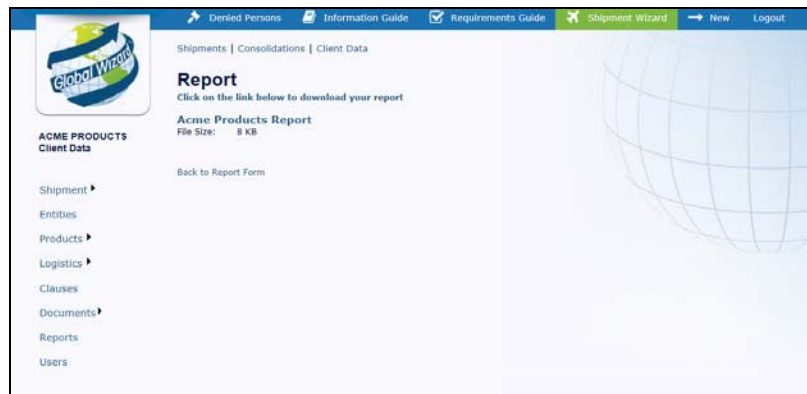 Denied Persons Information Guide Requirements Guide Shipment Wizard New Logout
Global Wizard
Shipments | Consolidations | Client Data
Report
Click on the link below to download your report
Acme Products Report
File Size: 8 KB
Back to Report Form
ACME PRODUCTS
Client Data
Shipment
Entities
Products
Logistics
Clauses
Documents
Reports
Users